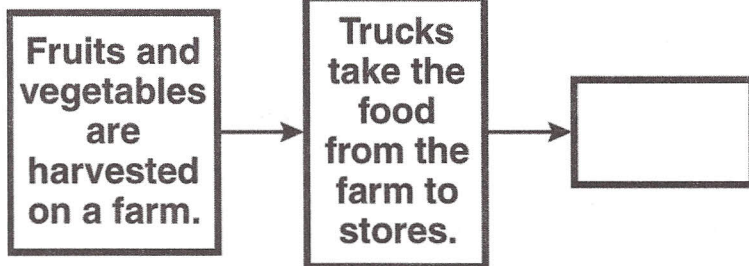 Fruits and
vegetables
are
harvested
on a farm.
Trucks
take the
food
from the
farm to
stores.